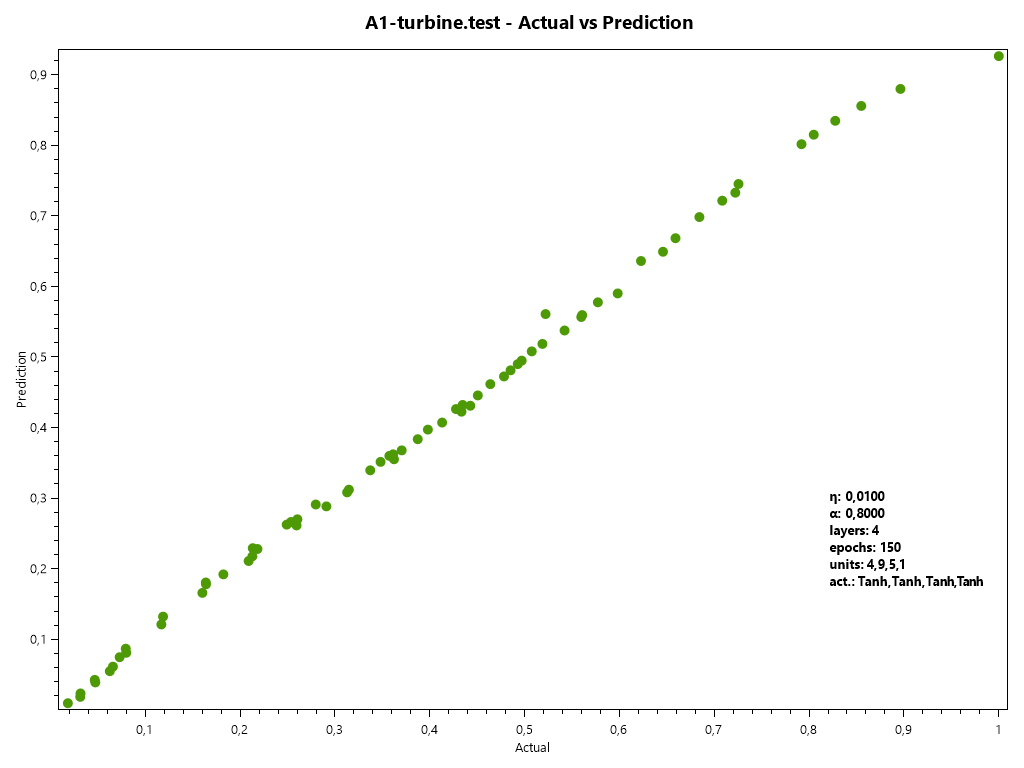 A1-turbine.test - Actual vs Prediction
0,9
0,8
0,7
0,6
0,5
0,4
0,3
0,2
0,1
Prediction
η: 0,0100
α: 0,8000
layers: 4
epochs: 150
units: 4,9,5,1
act.: Tanh,Tanh,Tanh,Tanh
0,1 0,2 0,3 0,4 0,5 0,6 0,7 0,8 0,9 1
Actual